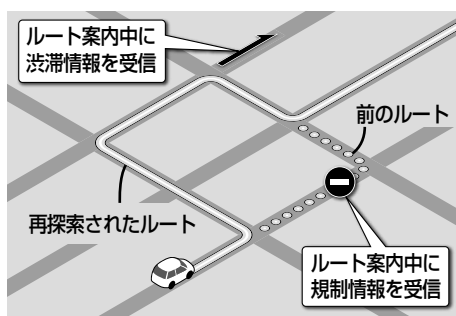 ルート案内中に
渋滞情報を受信
前のルート
再探索されたルート
ルート案内中に
規制情報を受信